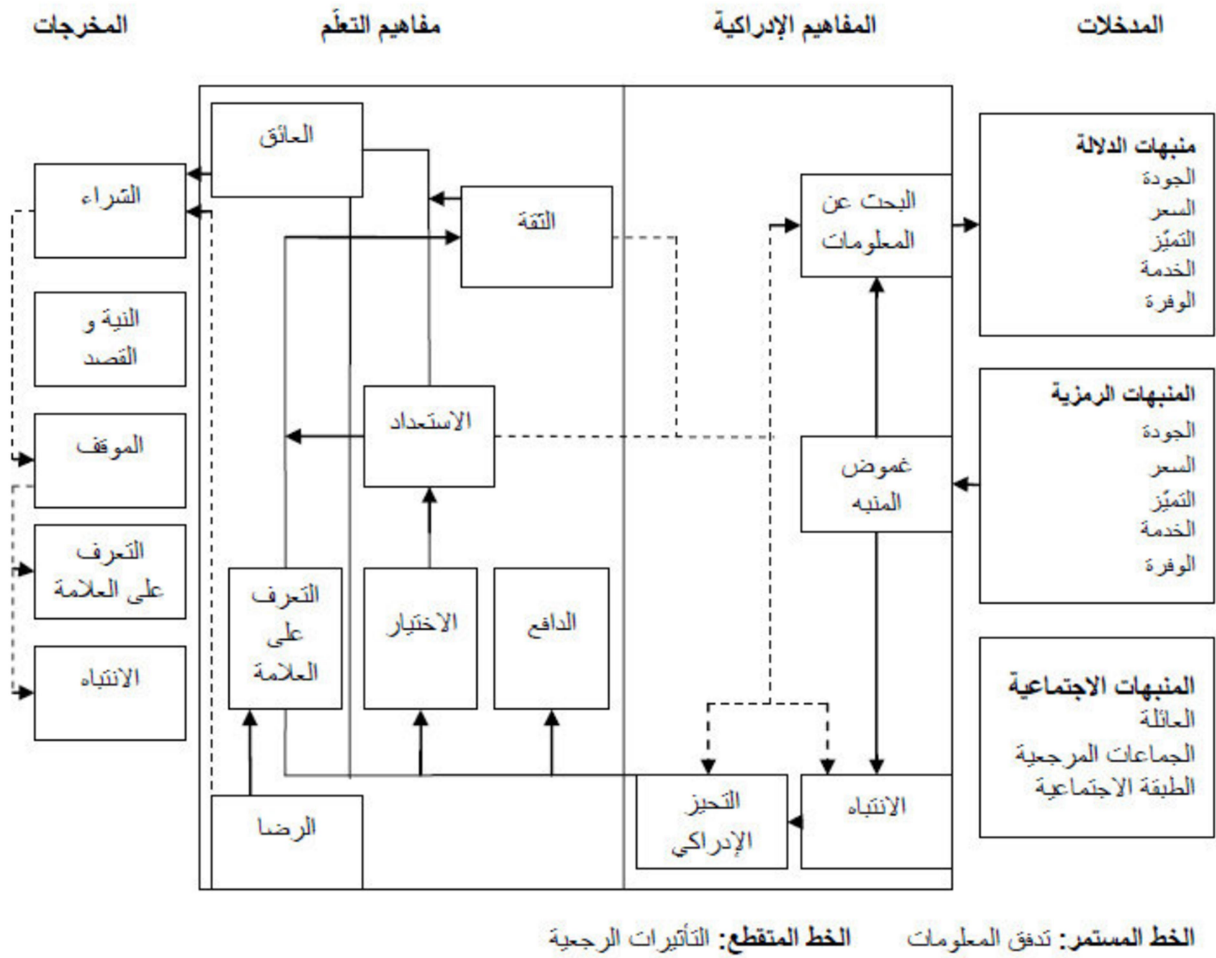 المدخلات
المفاهيم الإدراكية
مفاهيم التعلّم
المخرجات
منبهات الدلالة
الجودة
السعر
التميّز
الخدمة
الوفرة
المنبهات الرمزية
الجودة
السعر
التميّز
الخدمة
الوفرة
المنبهات الاجتماعية
العائلة
الجماعات المرجعية
الطبقة الاجتماعية
البحث عن
المعلومات
غموض
المنبه
الانتباه
التحيز
الإدراكي
العائق
الثقة
الاستعداد
الدافع
الاختيار
التعرف
على
العلامة
الرضا
الشراء
النية و
القصد
الموقف
التعرف
على العلامة
الانتباه
الخط المستمر: تدفق المعلومات الخط المتقطع: التأثيرات الرجعية